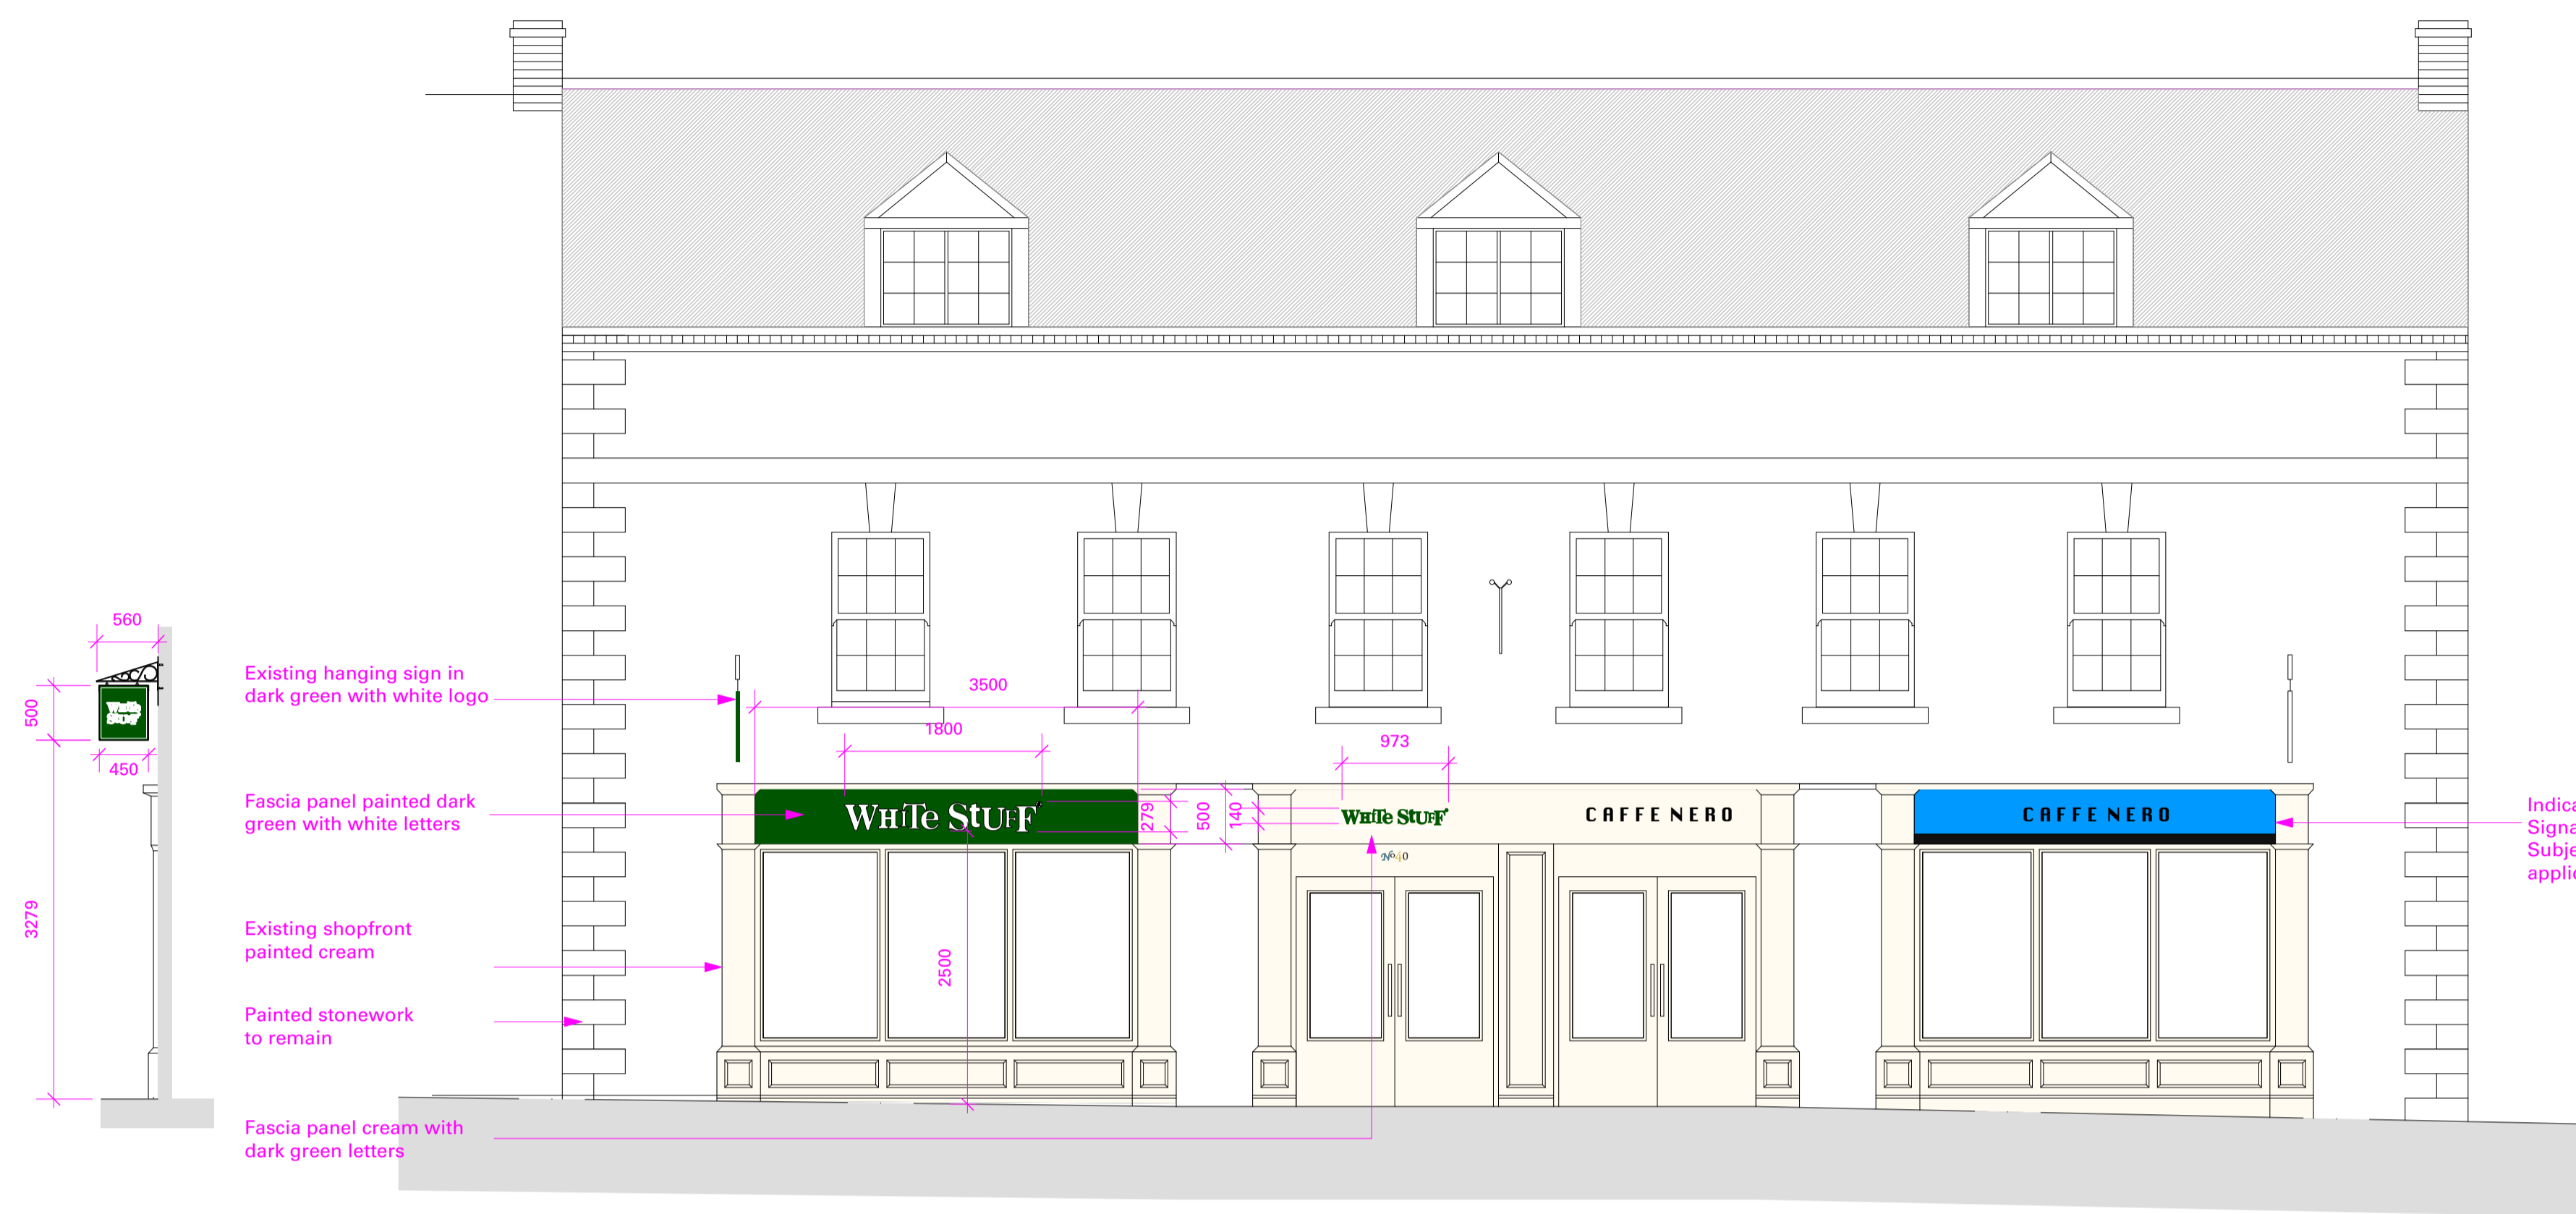 560
500
450
3279
Existing hanging sign in
dark green with white logo
Fascia panel painted dark
green with white letters
Existing shopfront
painted cream
Painted stonework
to remain
Fascia panel cream with
dark green letters
WHiTe STUFF
3500
1800
279
500
140
2500
973
WHiTe STUFF
WHiTe STUFF
No40
CAFFE NERO
CAFFE NERO
Indica
Signa
Subje
applic